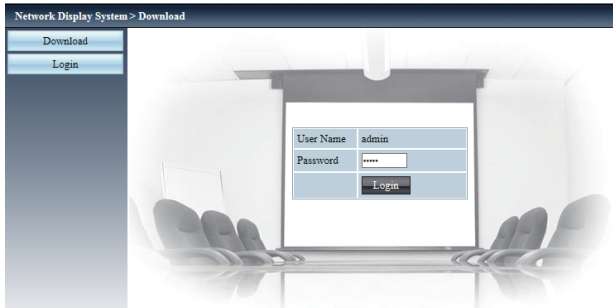 Network Display System > Download
Download
Login
User Name admin
Password •••••
Login